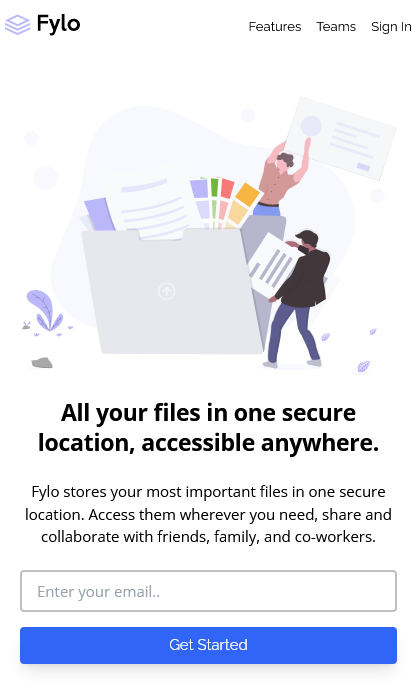 Fylo
Features
Teams
Sign In
All your files in one secure
location, accessible anywhere.
Fylo stores your most important files in one secure
location. Access them wherever you need, share and
collaborate with friends, family, and co-workers.
Enter your email..
Get Started